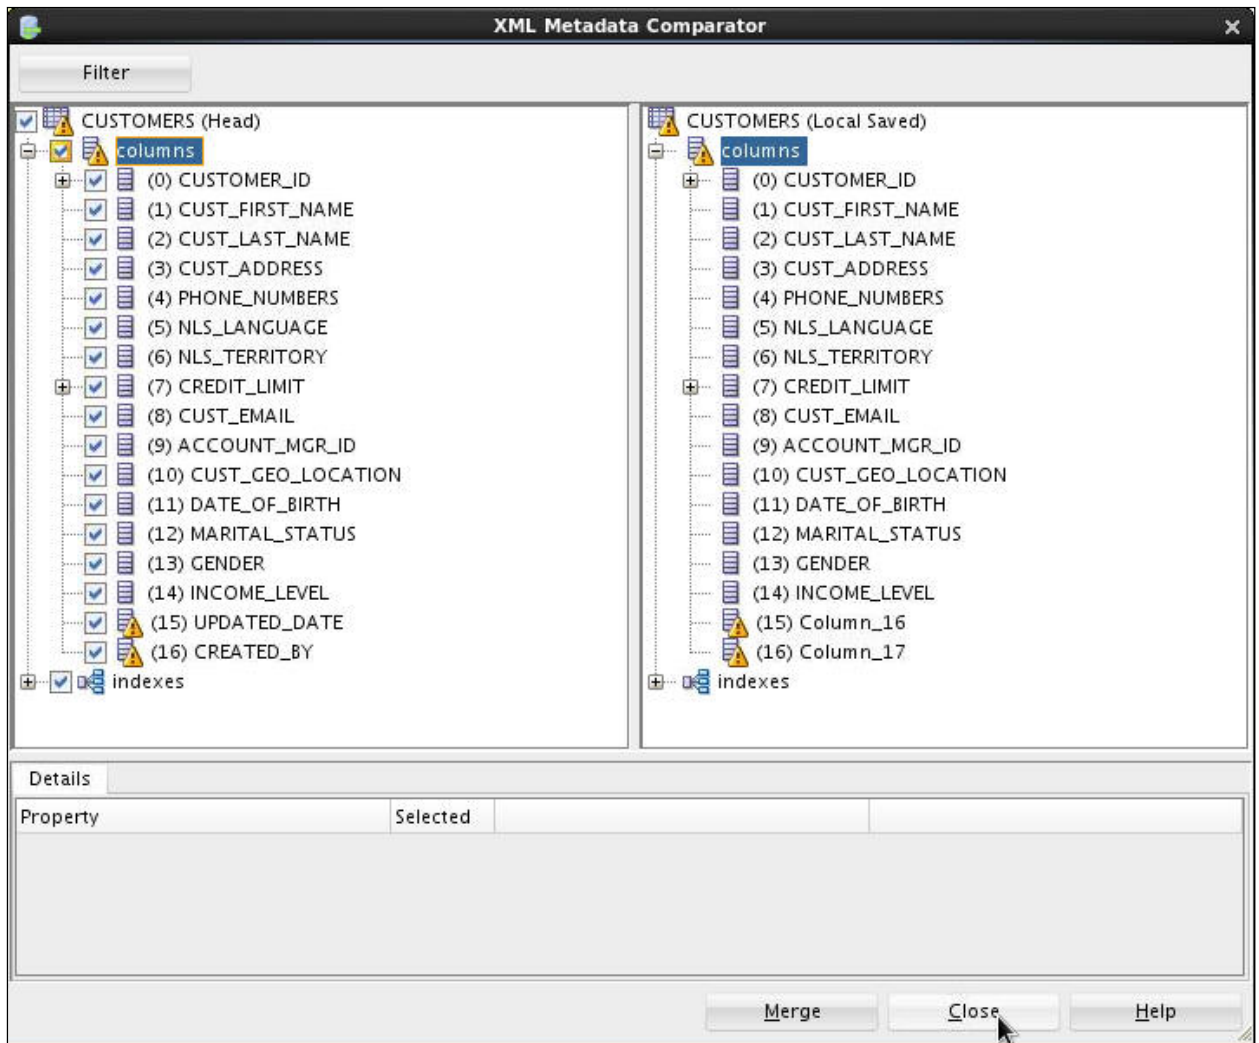 XML Metadata Comparator
Filter
CUSTOMERS (Head)
columns
(0) CUSTOMER_ID
(1) CUST_FIRST_NAME
(2) CUST_LAST_NAME
(3) CUST_ADDRESS
(4) PHONE_NUMBERS
(5) NLS_LANGUAGE
(6) NLS_TERRITORY
(7) CREDIT_LIMIT
(8) CUST_EMAIL
(9) ACCOUNT_MGR_ID
(10) CUST_GEO_LOCATION
(11) DATE_OF_BIRTH
(12) MARITAL_STATUS
(13) GENDER
(14) INCOME_LEVEL
(15) UPDATED_DATE
(16) CREATED_BY
indexes
CUSTOMERS (Local Saved)
columns
(0) CUSTOMER_ID
(1) CUST_FIRST_NAME
(2) CUST_LAST_NAME
(3) CUST_ADDRESS
(4) PHONE_NUMBERS
(5) NLS_LANGUAGE
(6) NLS_TERRITORY
(7) CREDIT_LIMIT
(8) CUST_EMAIL
(9) ACCOUNT_MGR_ID
(10) CUST_GEO_LOCATION
(11) DATE_OF_BIRTH
(12) MARITAL_STATUS
(13) GENDER
(14) INCOME_LEVEL
(15) Column_16
(16) Column_17
indexes
Details
Property Selected
Merge Close Help